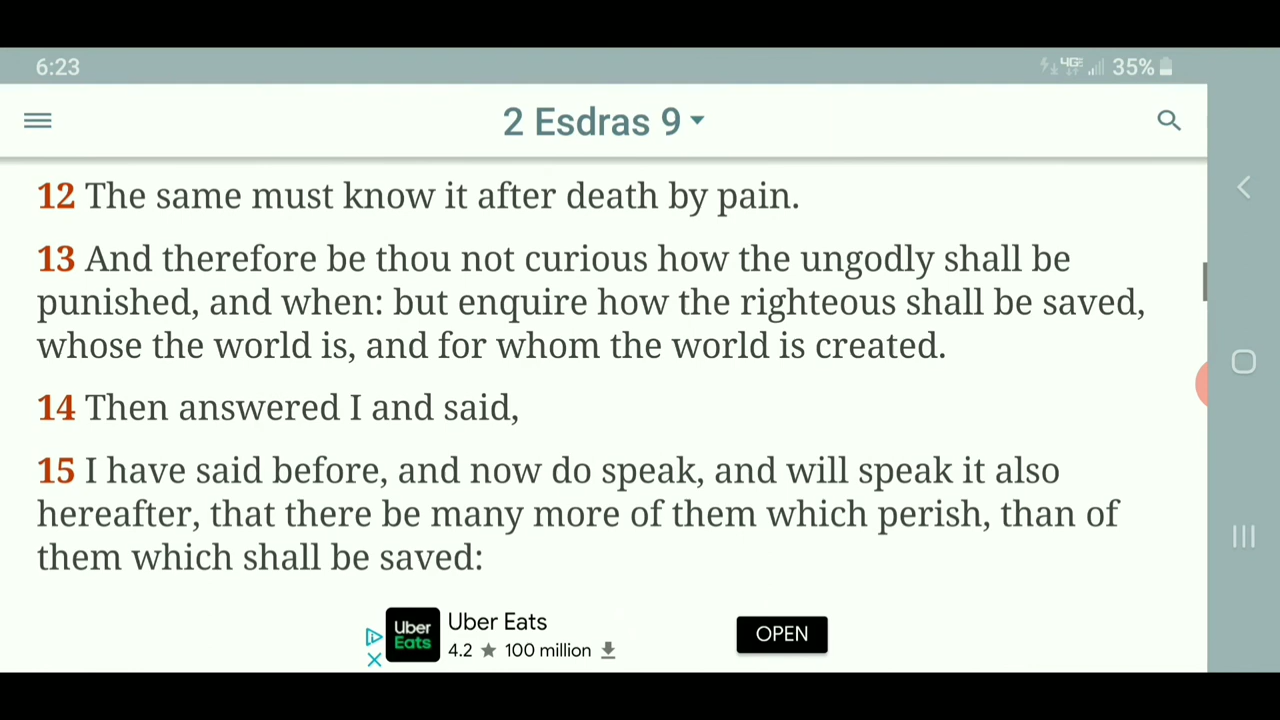 6:23
4GE 35%
2 Esdras 9
12 The same must know it after death by pain.
13 And therefore be thou not curious how the ungodly shall be
punished, and when: but enquire how the righteous shall be saved,
whose the world is, and for whom the world is created.
14 Then answered I and said,
15 I have said before, and now do speak, and will speak it also
hereafter, that there be many more of them which perish, than of
them which shall be saved:
Uber Eats
Uber
Eats
4.2 ★ 100 million
OPEN